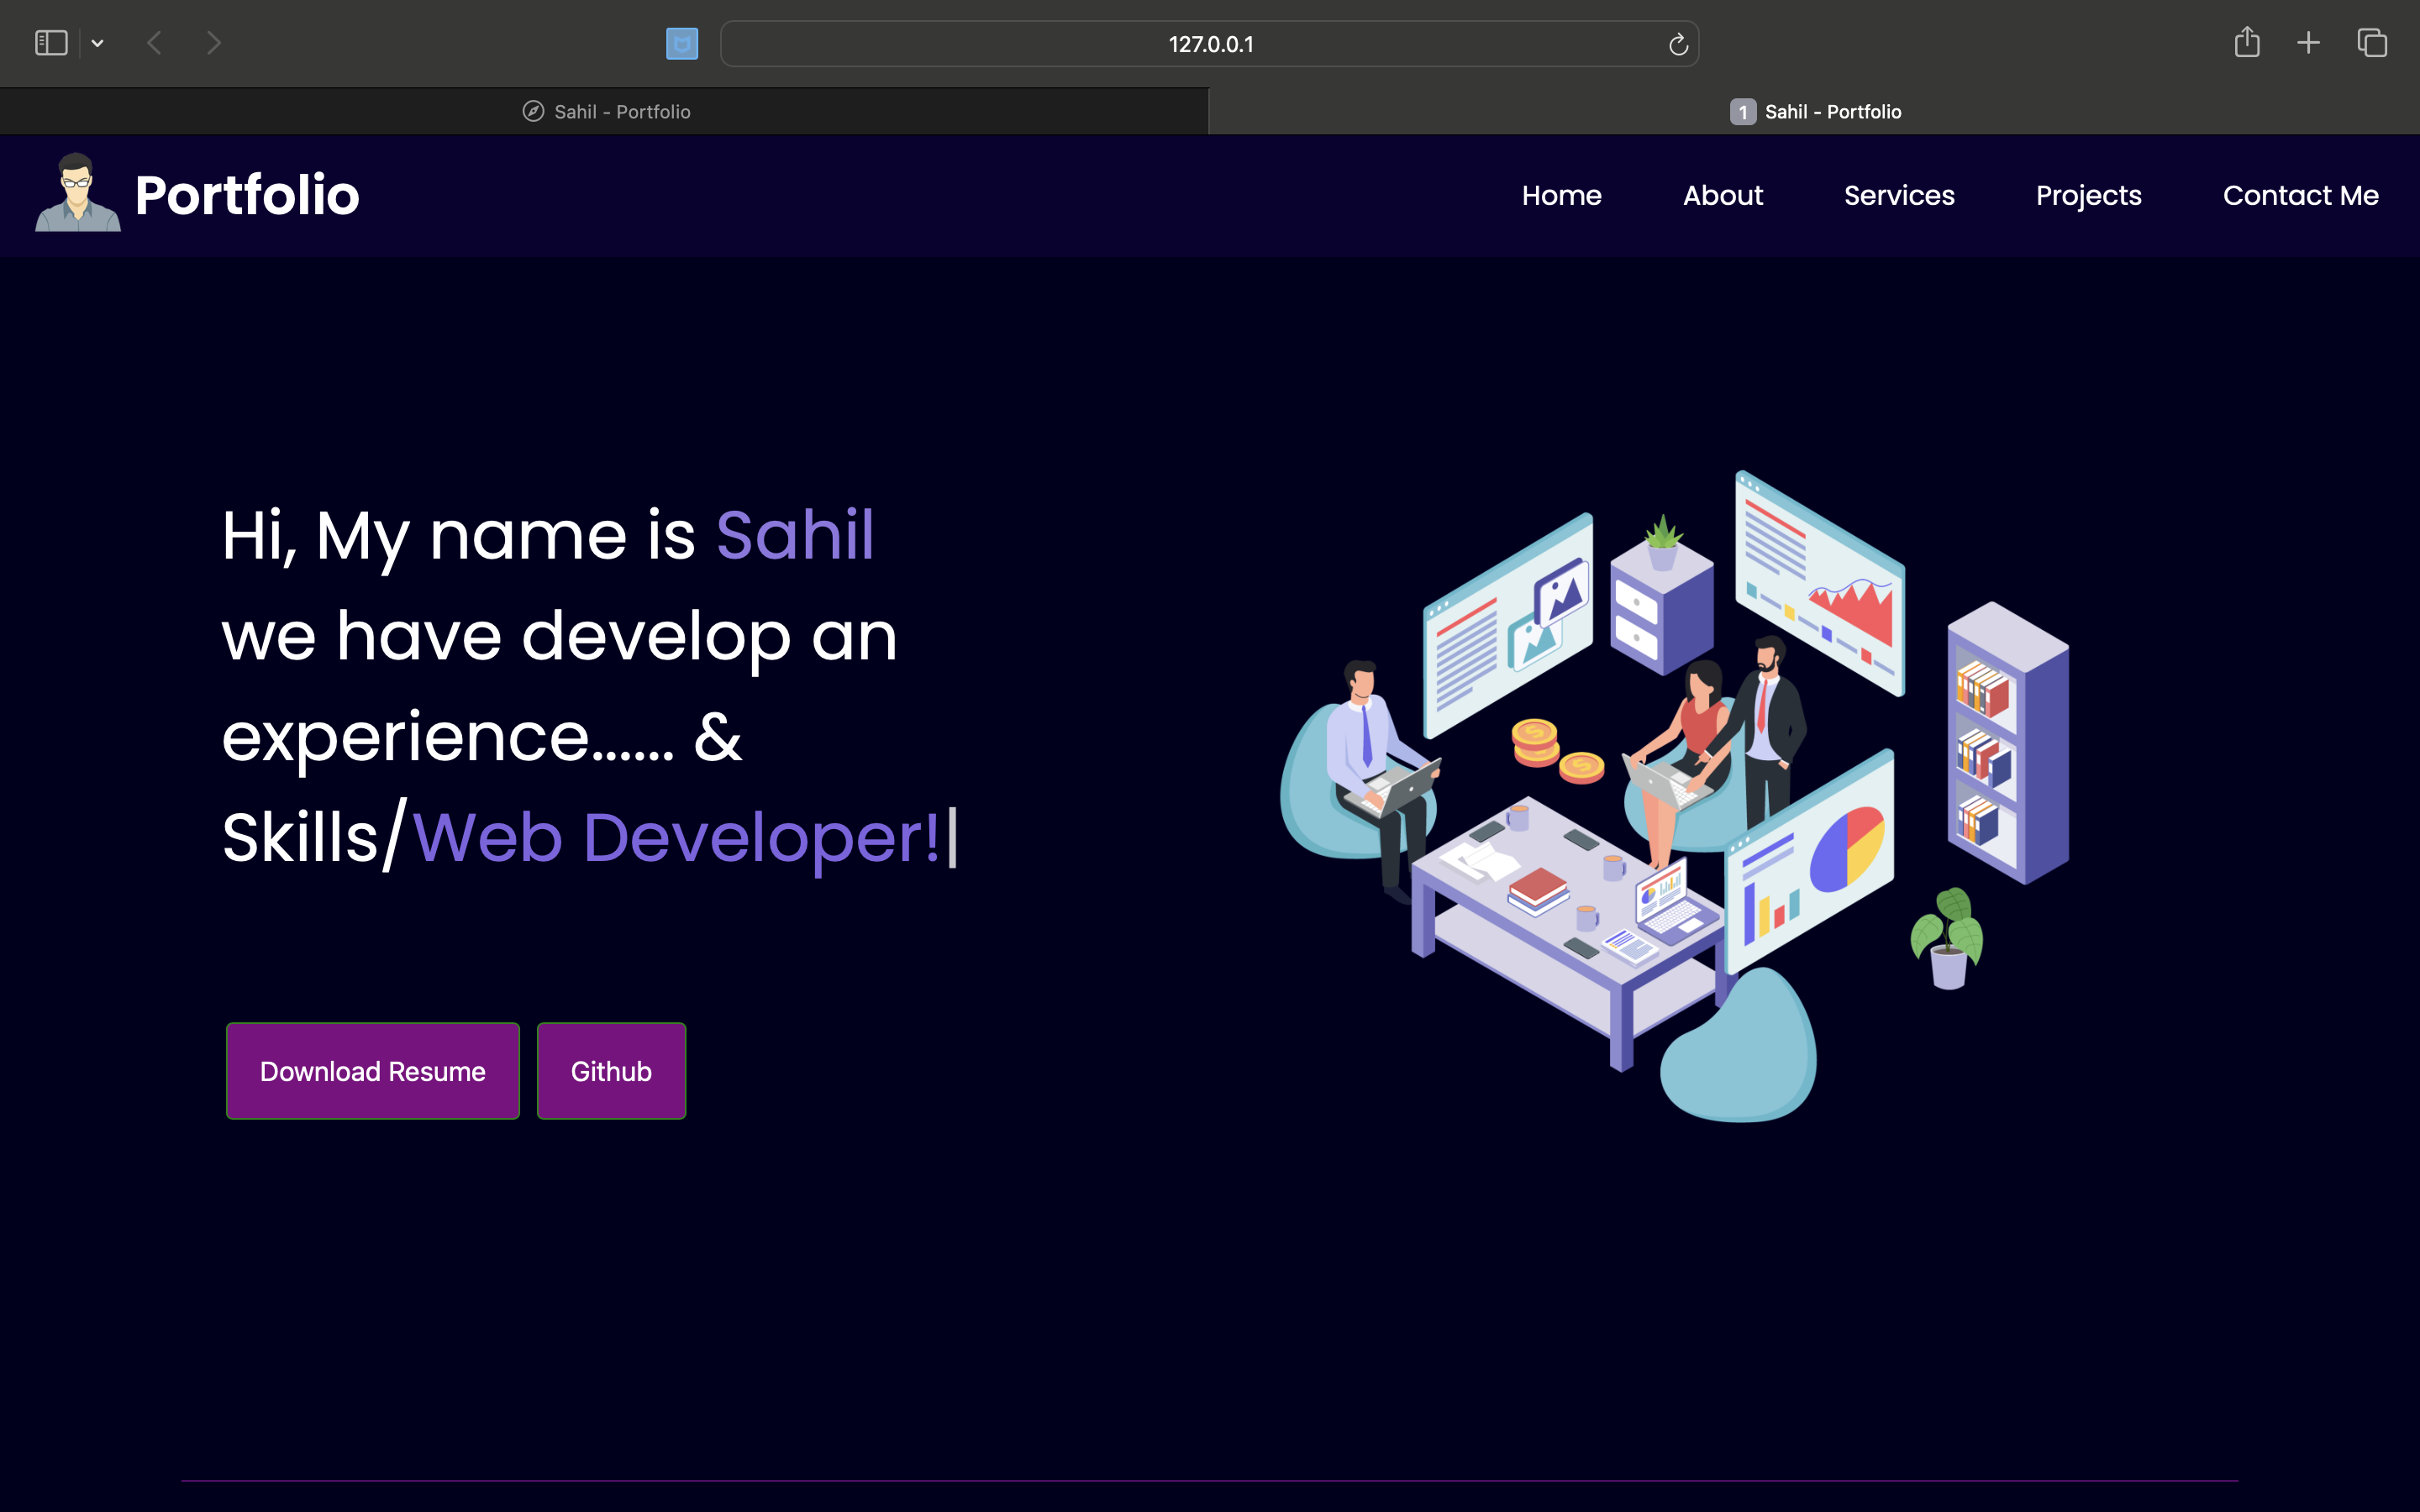 127.0.0.1
Sahil - Portfolio
1 Sahil - Portfolio
Portfolio
Home About Services Projects Contact Me
Hi, My name is Sahil
we have develop an
experience...... &
Skills/Web Developer!|
Download Resume Github